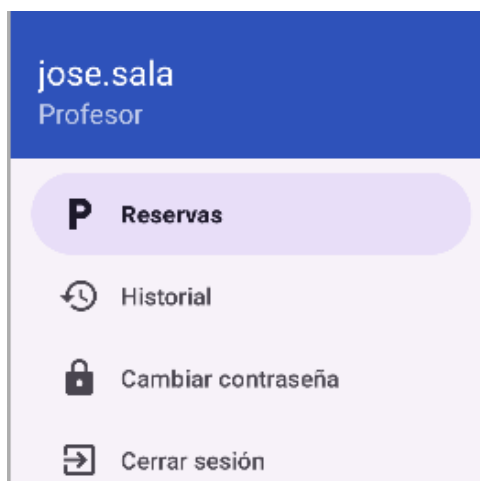 jose.sala
Profesor
P Reservas
Historial
Cambiar contraseña
Cerrar sesión